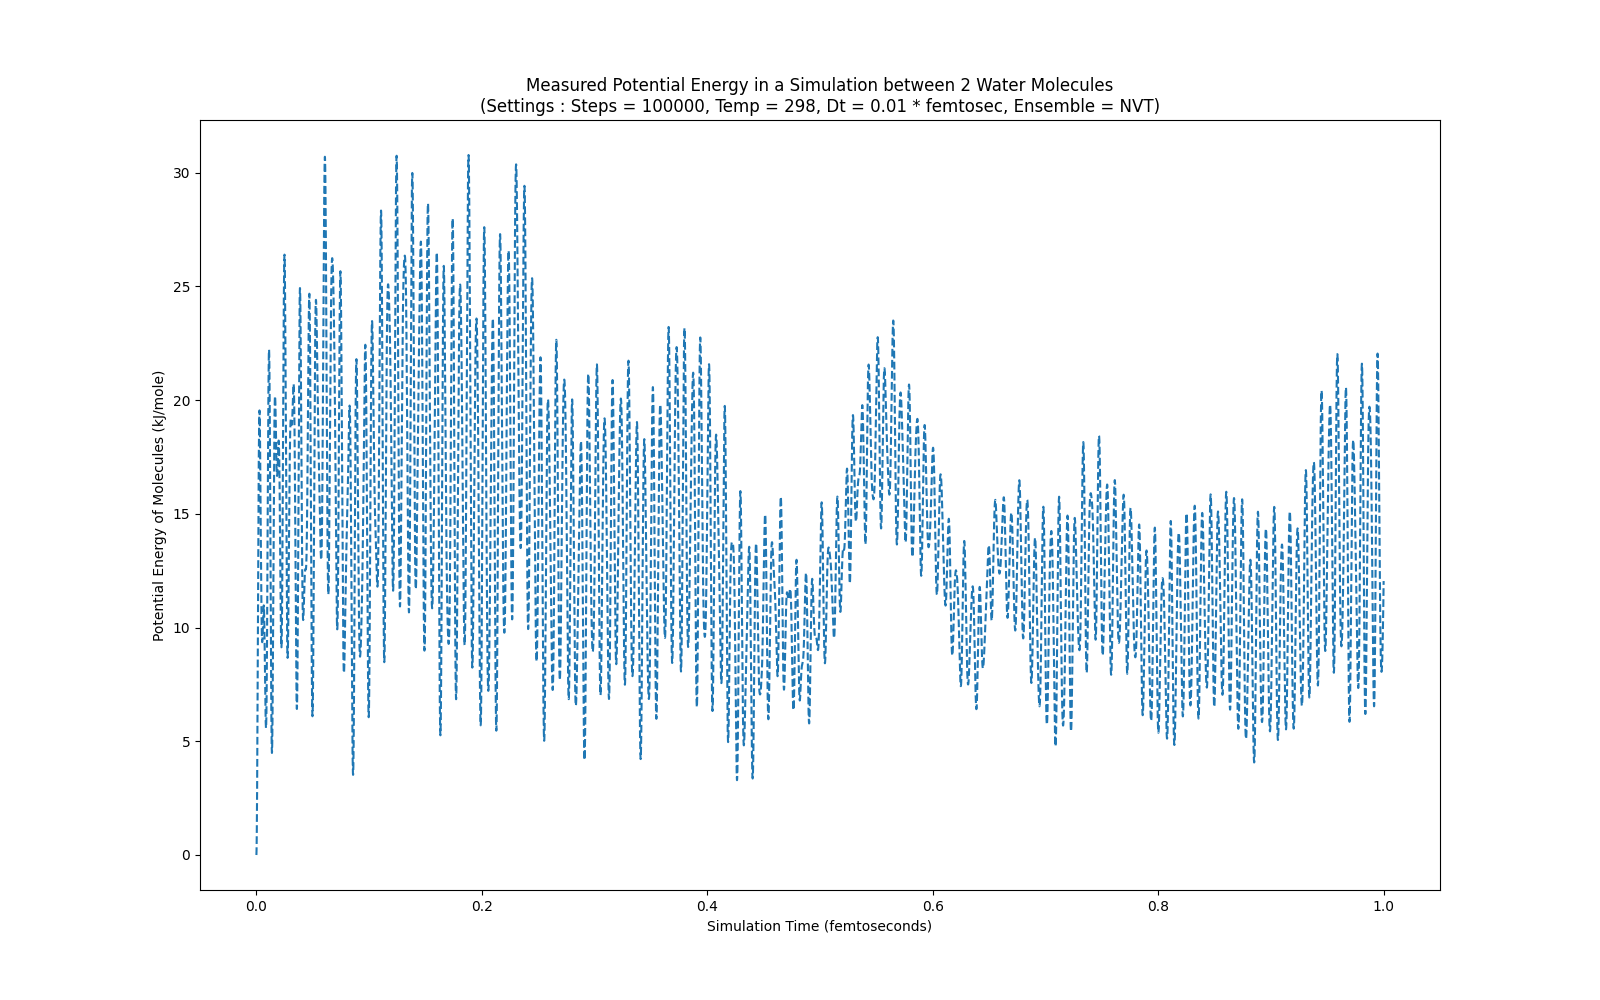 Measured Potential Energy in a Simulation between 2 Water Molecules
(Settings : Steps = 100000, Temp = 298, Dt = 0.01 * femtosec, Ensemble = NVT)
Potential Energy of Molecules (kJ/mole)
30
25
20
15
10
5
0
0.0 0.2 0.4 0.6 0.8 1.0
Simulation Time (femtoseconds)